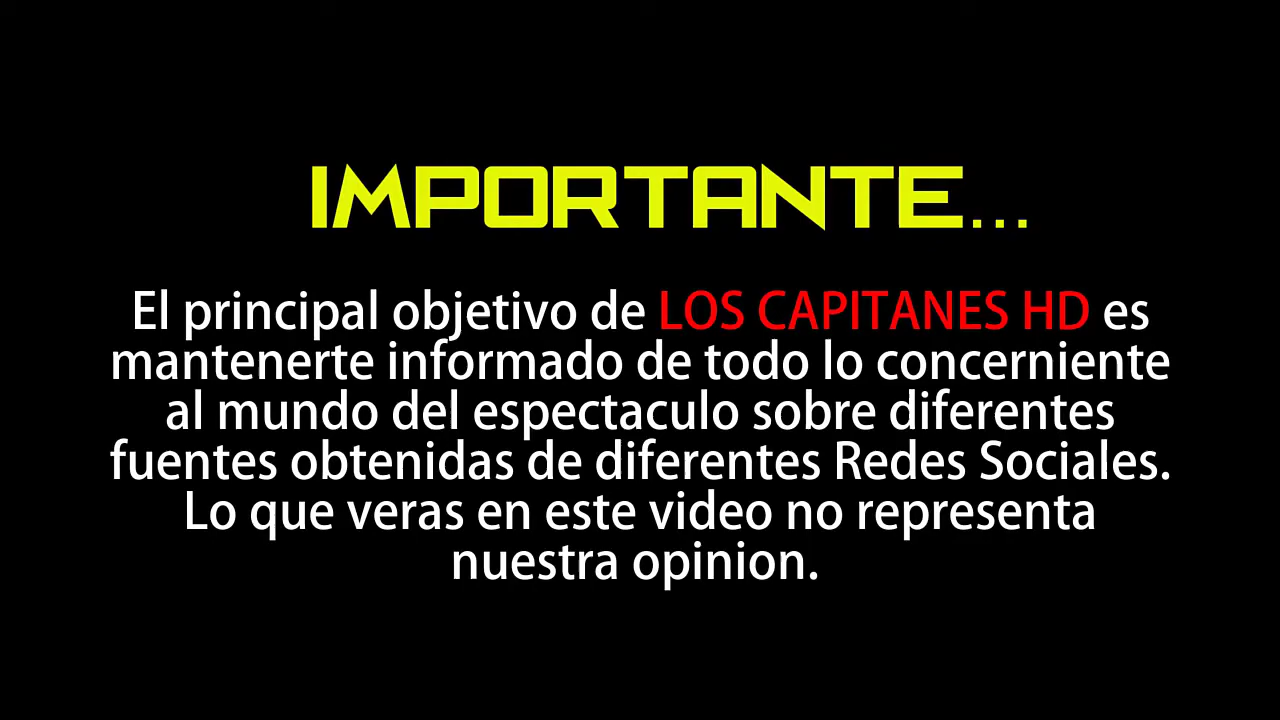 IMPORTANTE...
El principal objetivo de LOS CAPITANES HD es
mantenerte informado de todo lo concerniente
al mundo del espectaculo sobre diferentes
fuentes obtenidas de diferentes Redes Sociales.
Lo que veras en este video no representa
nuestra opinion.